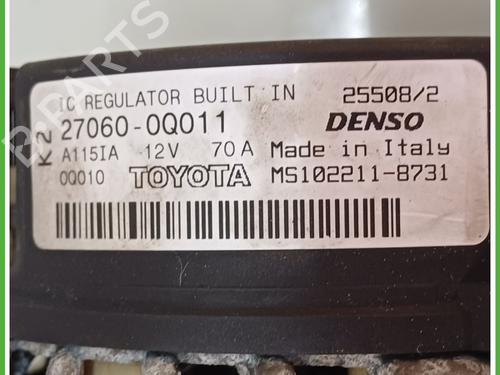 IC REGULATOR BUILT IN 25508/2
K2 27060-0Q011 DENSO
A115IA 12V 70A Made in Italy
0Q010 TOYOTA MS102211-8731
B PARTS